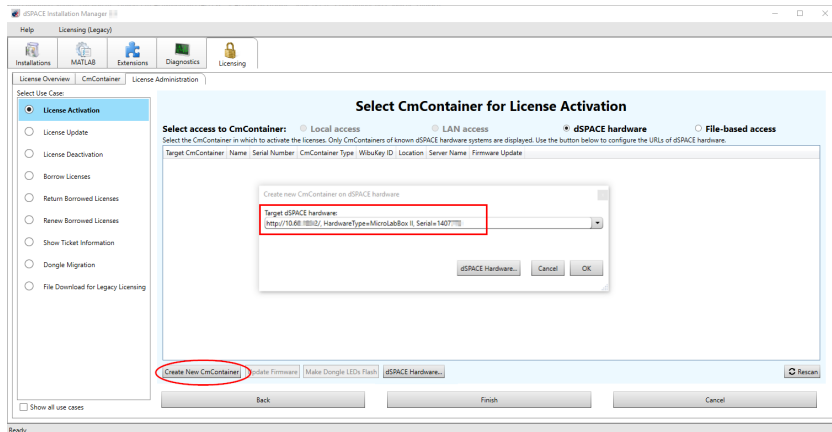 dSPACE Installation Manager
Help Licensing (Legacy)
Installations MATLAB Extensions Diagnostics Licensing
License Overview CmContainer License Administration
Select Use Case:
License Activation
License Update
License Deactivation
Borrow Licenses
Return Borrowed Licenses
Renew Borrowed Licenses
Show Ticket Information
Dongle Migration
File Download for Legacy Licensing
Show all use cases
Select CmContainer for License Activation
Select access to CmContainer: Local access LAN access dSPACE hardware File-based access
Select the CmContainer in which to activate the licenses. Only CmContainers of known dSPACE hardware systems are displayed. Use the button below to configure the URLs of dSPACE hardware.
Target CmContainer Name Serial Number CmContainer Type WibuKey ID Location Server Name Firmware Update
Create new CmContainer on dSPACE hardware
Target dSPACE hardware:
http://10.68. 2/, HardwareType=MicroLabBox II, Serial=1407
dSPACE Hardware... Cancel OK
Create New CmContainer Update Firmware Make Dongle LEDs Flash dSPACE Hardware... Rescan
Back Finish Cancel
Ready